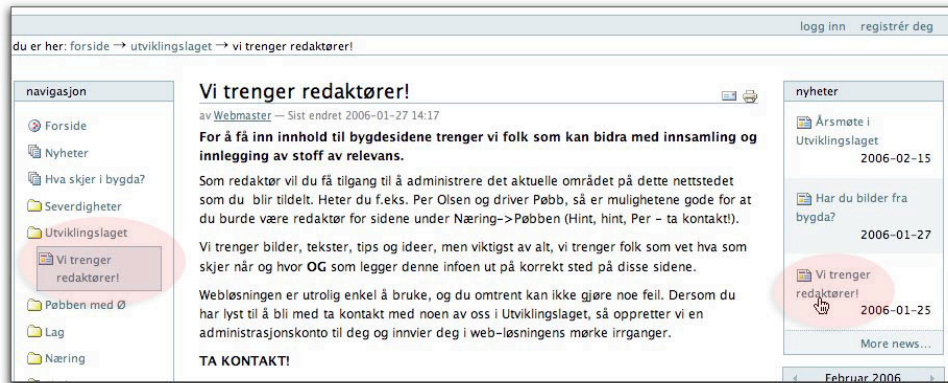 logg inn registrér deg
du er her: forside → utviklingslaget → vi trenger redaktører!
navigasjon
Forside
Nyheter
Hva skjer i bygda?
Severdigheter
Utviklingslaget
Vi trenger
redaktører!
Pøbben med Ø
Lag
Næring
Vi trenger redaktører!
av Webmaster — Sist endret 2006-01-27 14:17
For å få inn innhold til bygdesidene trenger vi folk som kan bidra med innsamling og
innlegging av stoff av relevans.
Som redaktør vil du få tilgang til å administrere det aktuelle området på dette nettstedet
som du blir tildelt. Heter du f.eks. Per Olsen og driver Pøbb, så er mulighetene gode for at
du burde være redaktør for sidene under Næring->Pøbben (Hint, hint, Per - ta kontakt!).
Vi trenger bilder, tekster, tips og ideer, men viktigst av alt, vi trenger folk som vet hva som
skjer når og hvor OG som legger denne infoen ut på korrekt sted på disse sidene.
Webløsningen er utrolig enkel å bruke, og du omtrent kan ikke gjøre noe feil. Dersom du
har lyst til å bli med ta kontakt med noen av oss i Utviklingslaget, så oppretter vi en
administrasjonskonto til deg og innvier deg i web-løsningens mørke irrganger.
TA KONTAKT!
nyheter
Årsmøte i
Utviklingslaget
2006-02-15
Har du bilder fra
bygda?
2006-01-27
Vi trenger
redaktører!
2006-01-25
More news...
Februar 2006